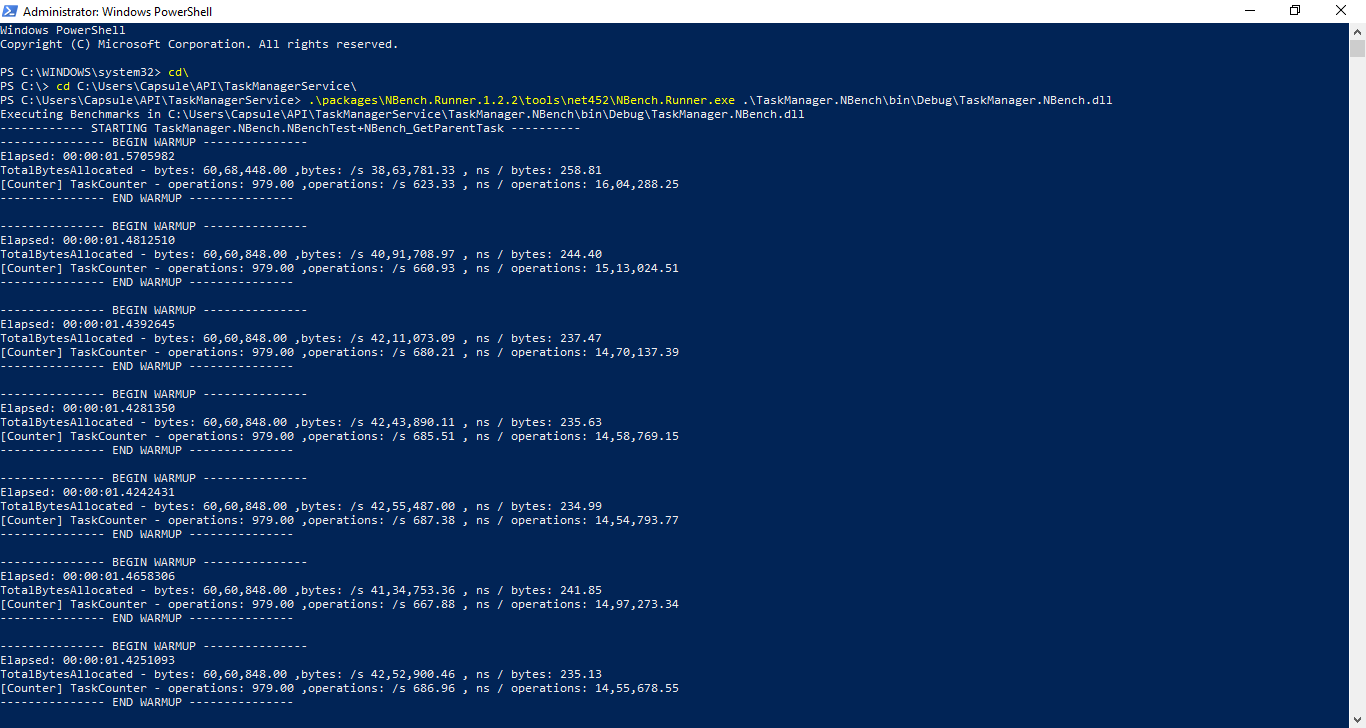 Administrator: Windows PowerShell
Windows PowerShell
Copyright (C) Microsoft Corporation. All rights reserved.
PS C:\WINDOWS\system32> cd\
PS C:\> cd C:\Users\Capsule\API\TaskManagerService\
PS C:\Users\Capsule\API\TaskManagerService> .\packages\NBench.Runner.1.2.2\tools\net452\NBench.Runner.exe .\TaskManager.NBench\bin\Debug\TaskManager.NBench.dll
Executing Benchmarks in C:\Users\Capsule\API\TaskManagerService\TaskManager.NBench\bin\Debug\TaskManager.NBench.dll
------------ STARTING TaskManager.NBench.NBenchTest+NBench_GetParentTask ----------
--------------- BEGIN WARMUP ---------------
Elapsed: 00:00:01.5705982
TotalBytesAllocated - bytes: 60,68,448.00 ,bytes: /s 38,63,781.33 , ns / bytes: 258.81
[Counter] TaskCounter - operations: 979.00 ,operations: /s 623.33 , ns / operations: 16,04,288.25
--------------- END WARMUP ---------------
--------------- BEGIN WARMUP ---------------
Elapsed: 00:00:01.4812510
TotalBytesAllocated - bytes: 60,60,848.00 ,bytes: /s 40,91,708.97 , ns / bytes: 244.40
[Counter] TaskCounter - operations: 979.00 ,operations: /s 660.93 , ns / operations: 15,13,024.51
--------------- END WARMUP ---------------
--------------- BEGIN WARMUP ---------------
Elapsed: 00:00:01.4392645
TotalBytesAllocated - bytes: 60,60,848.00 ,bytes: /s 42,11,073.09 , ns / bytes: 237.47
[Counter] TaskCounter - operations: 979.00 ,operations: /s 680.21 , ns / operations: 14,70,137.39
--------------- END WARMUP ---------------
--------------- BEGIN WARMUP ---------------
Elapsed: 00:00:01.4281350
TotalBytesAllocated - bytes: 60,60,848.00 ,bytes: /s 42,43,890.11 , ns / bytes: 235.63
[Counter] TaskCounter - operations: 979.00 ,operations: /s 685.51 , ns / operations: 14,58,769.15
--------------- END WARMUP ---------------
--------------- BEGIN WARMUP ---------------
Elapsed: 00:00:01.4242431
TotalBytesAllocated - bytes: 60,60,848.00 ,bytes: /s 42,55,487.00 , ns / bytes: 234.99
[Counter] TaskCounter - operations: 979.00 ,operations: /s 687.38 , ns / operations: 14,54,793.77
--------------- END WARMUP ---------------
--------------- BEGIN WARMUP ---------------
Elapsed: 00:00:01.4658306
TotalBytesAllocated - bytes: 60,60,848.00 ,bytes: /s 41,34,753.36 , ns / bytes: 241.85
[Counter] TaskCounter - operations: 979.00 ,operations: /s 667.88 , ns / operations: 14,97,273.34
--------------- END WARMUP ---------------
--------------- BEGIN WARMUP ---------------
Elapsed: 00:00:01.4251093
TotalBytesAllocated - bytes: 60,60,848.00 ,bytes: /s 42,52,900.46 , ns / bytes: 235.13
[Counter] TaskCounter - operations: 979.00 ,operations: /s 686.96 , ns / operations: 14,55,678.55
--------------- END WARMUP ---------------